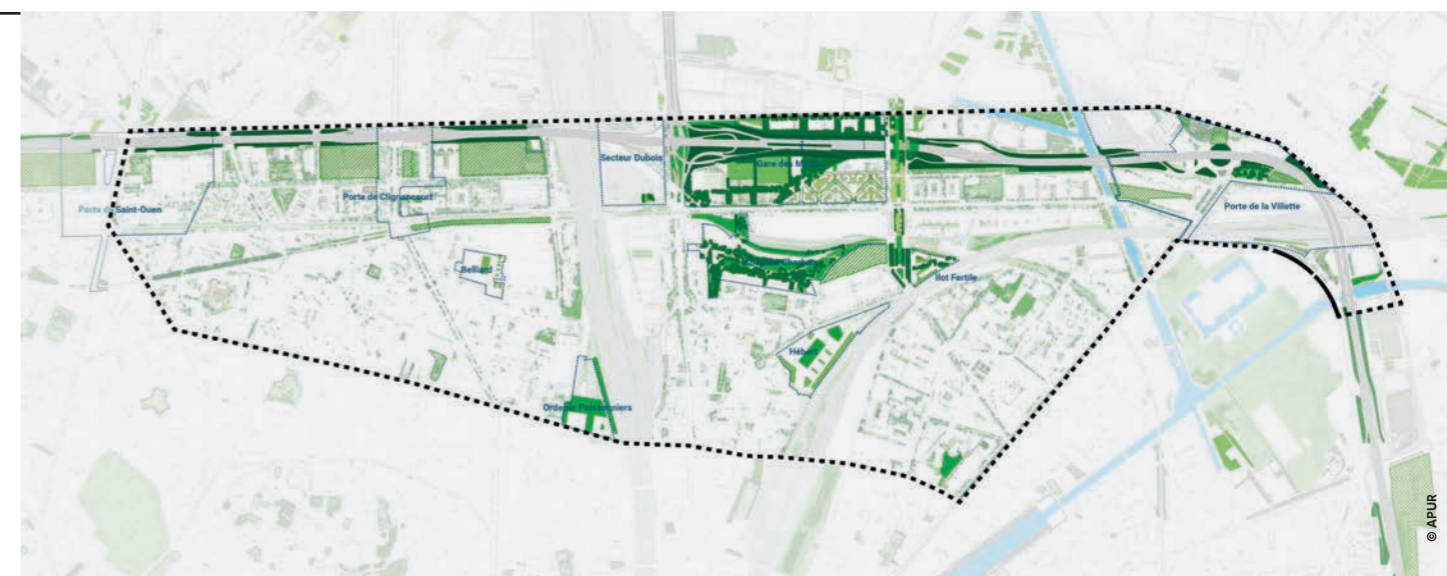 Secteur Dubois
Gare des M
Porte de Saint-Ouen
Porte de Clignancourt
Porte de la Villette
Belliard
Ilot Fertile
Hébert
Ordener Poissonniers
© APUR